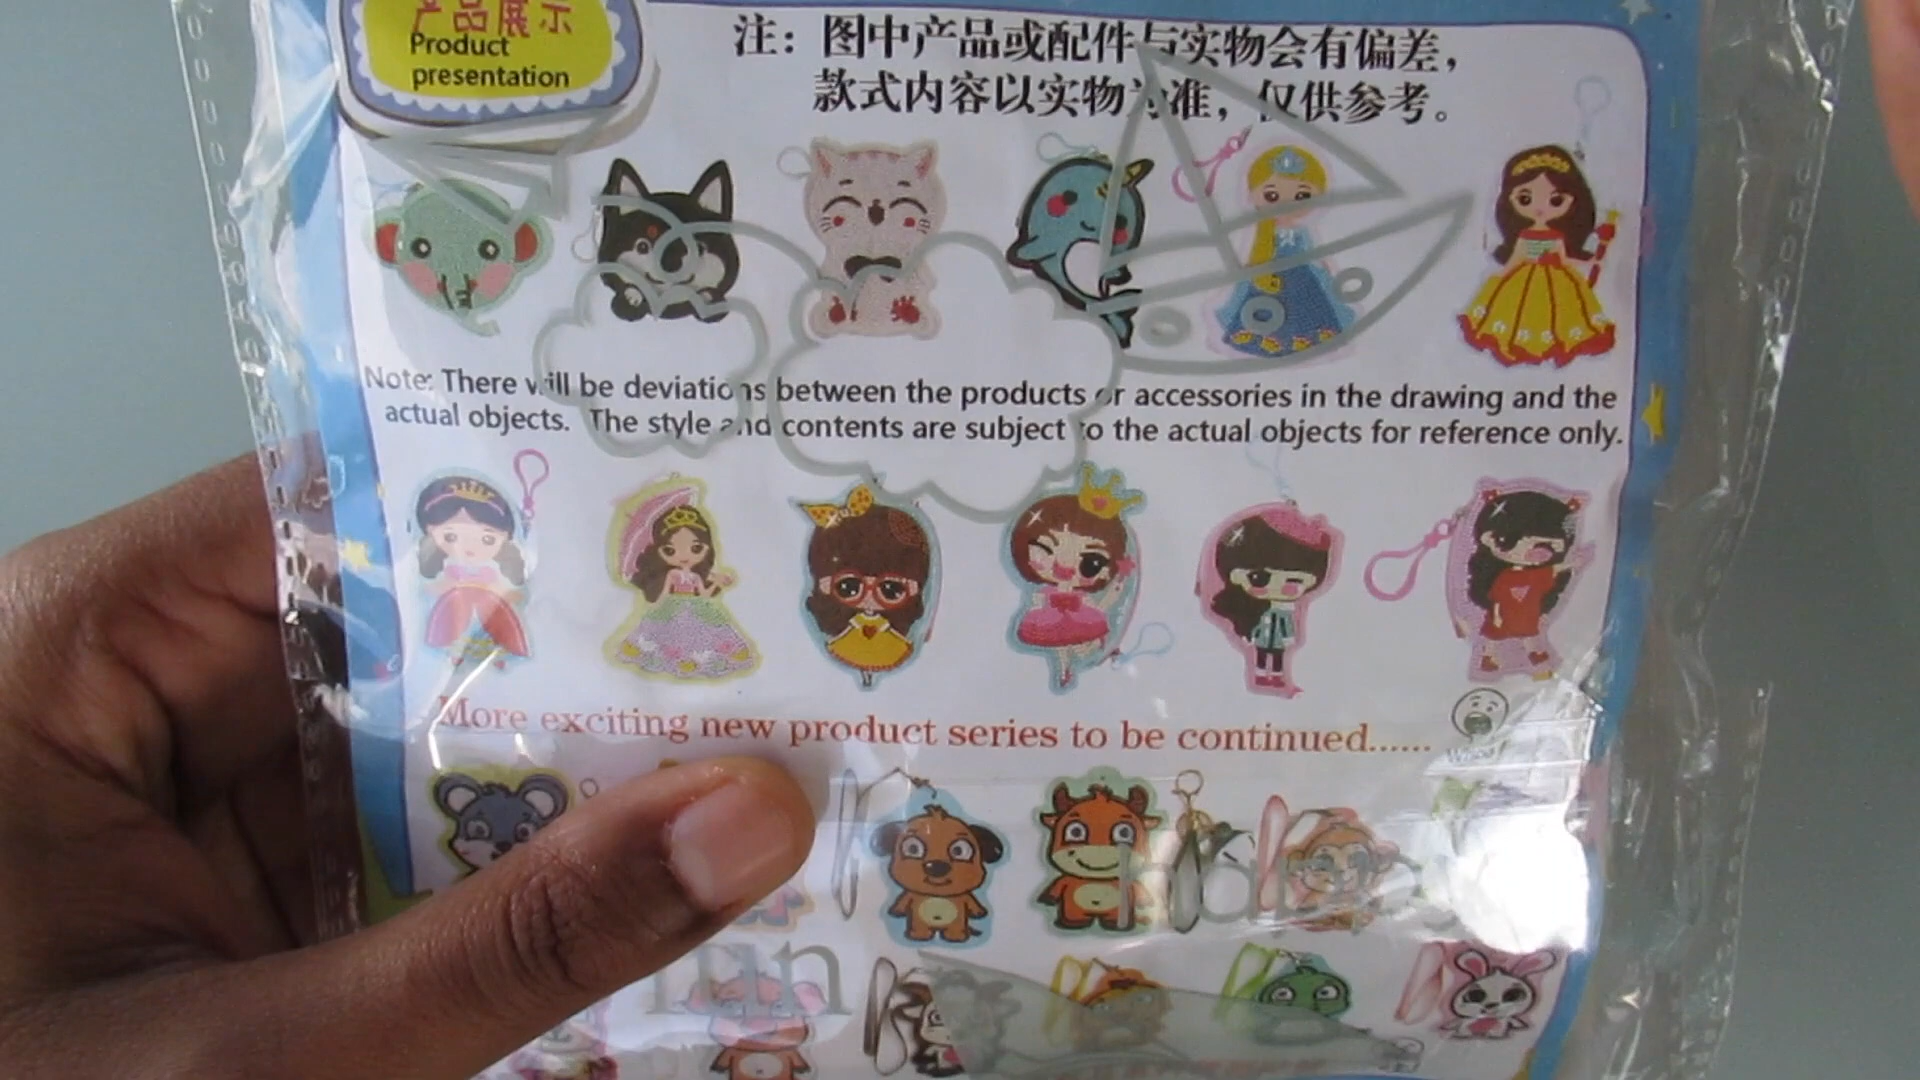 产品展示
Product
presentation
注：图中产品或配件与实物会有偏差，
款式内容以实物为准，仅供参考。
Note: There will be deviations between the products or accessories in the drawing and the
actual objects. The style and contents are subject to the actual objects for reference only.
More exciting new product series to be continued......
fun